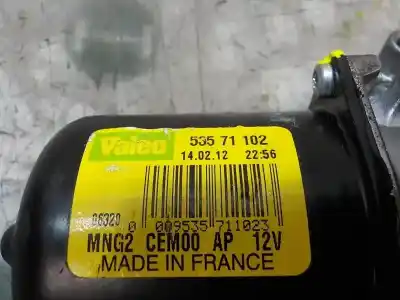 Valeo 535 71 102
14.02.12 22:56
06320
0 009535 711023
MNG2 CEM00 AP 12V
MADE IN FRANCE